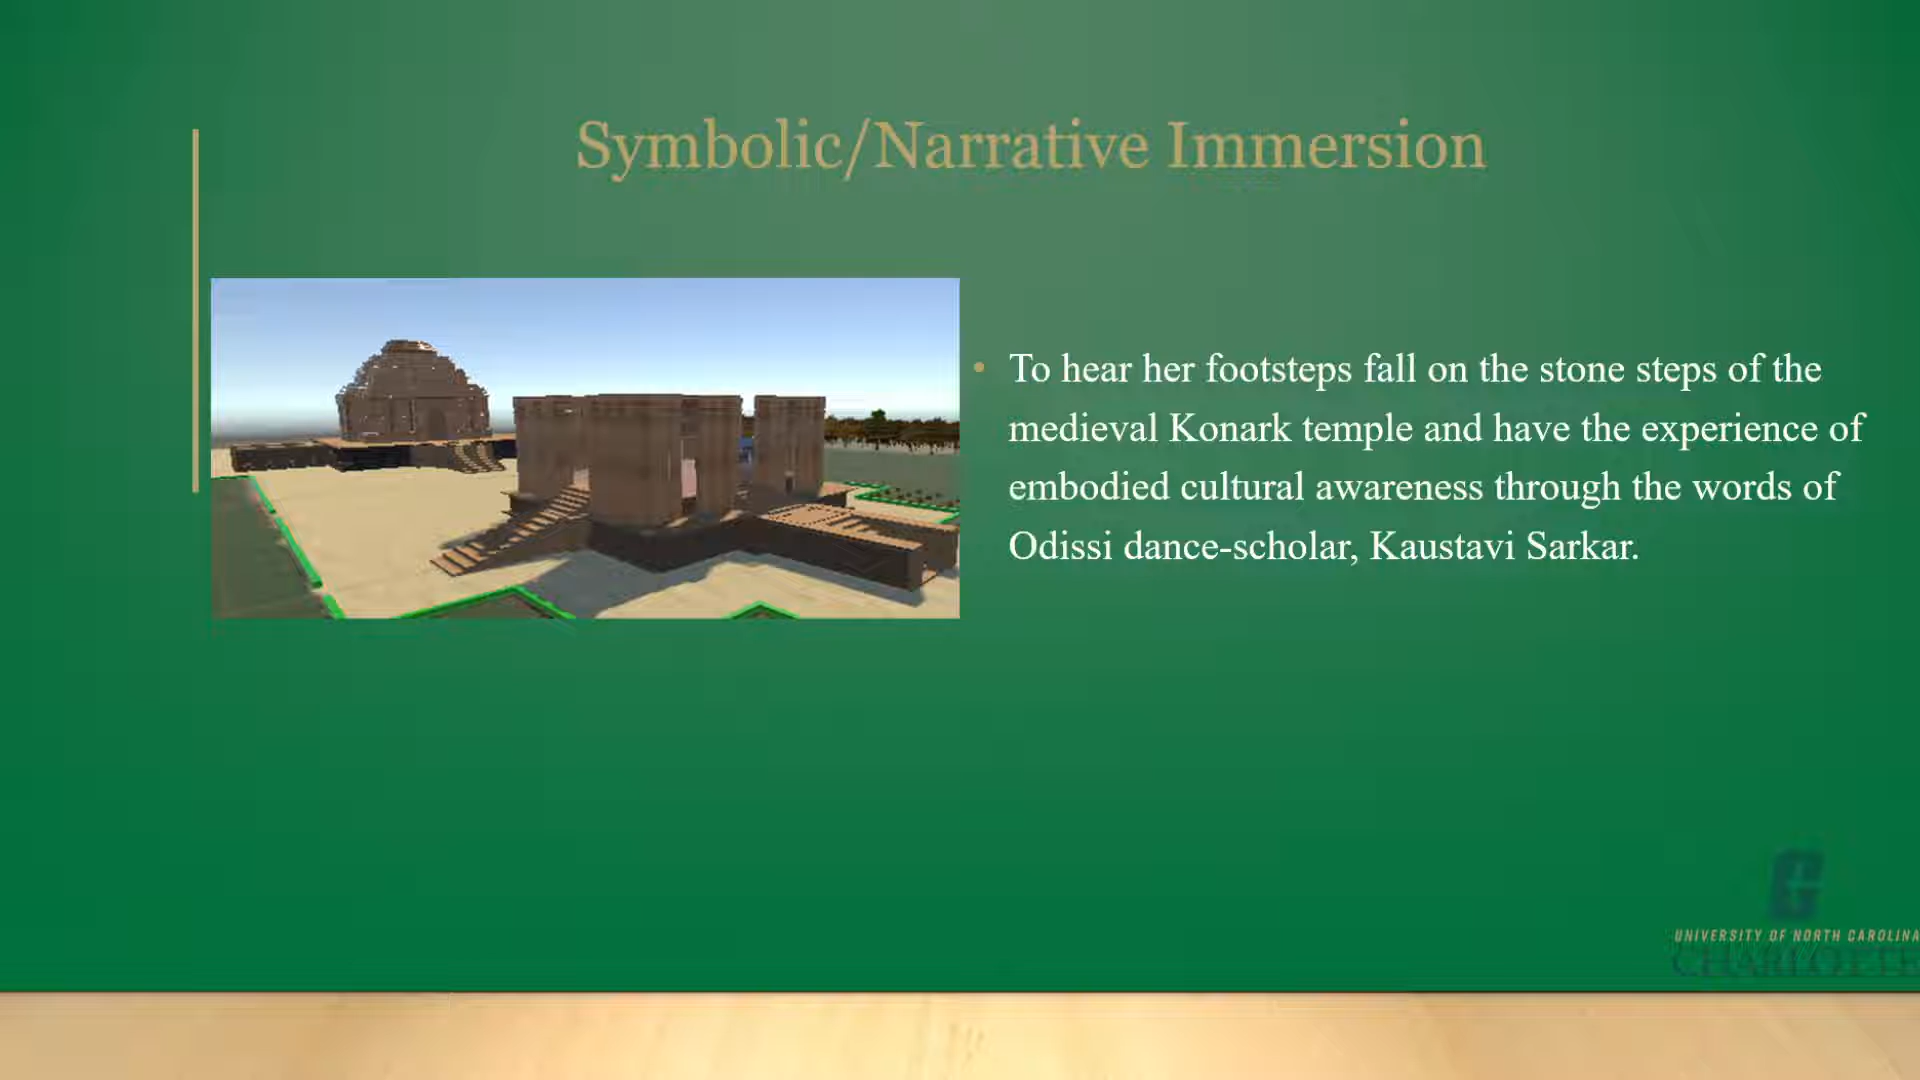 Symbolic/Narrative Immersion
• To hear her footsteps fall on the stone steps of the
medieval Konark temple and have the experience of
embodied cultural awareness through the words of
Odissi dance-scholar, Kaustavi Sarkar.
UNIVERSITY OF NORTH CAROLINA
CHARLOTTE